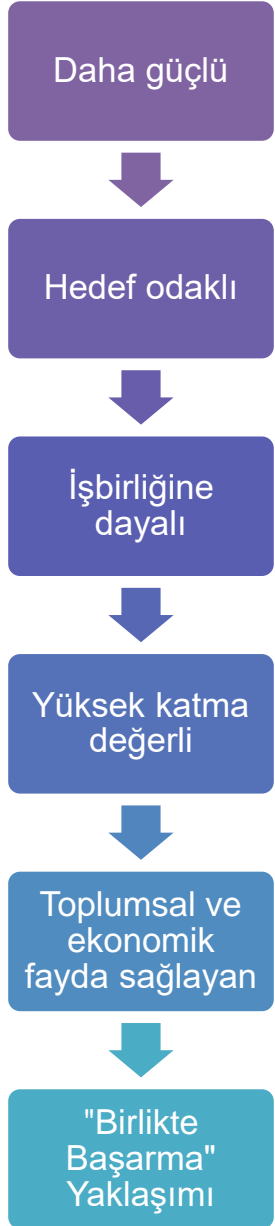 Daha güçlü
Hedef odaklı
İşbirliğine
dayalı
Yüksek katma
değerli
Toplumsal ve
ekonomik
fayda sağlayan
"Birlikte
Başarma"
Yaklaşımı